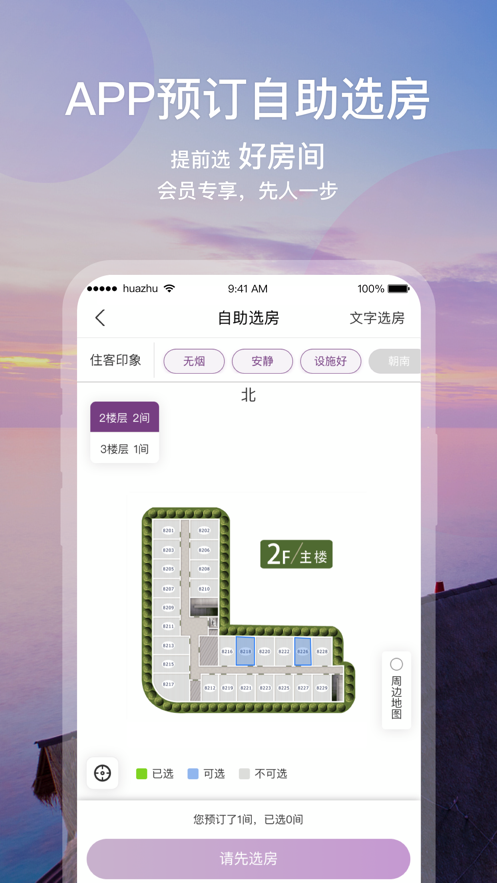 APP预订自助选房
提前选 好房间
会员专享，先人一步
huazhu 9:41 AM 100%
自助选房 文字选房
住客印象 无烟 安静 设施好 朝南
北
2楼层 2间
3楼层 1间
2F/主楼
8201 8202
8203 8206
8205 8208
8207 8210
8209
8211
8213
8215
8217
8216 8218 8220 8222 8226 8228
8212 8219 8221 8223 8225 8227 8229
周边地图
已选 可选 不可选
您预订了1间，已选0间
请先选房